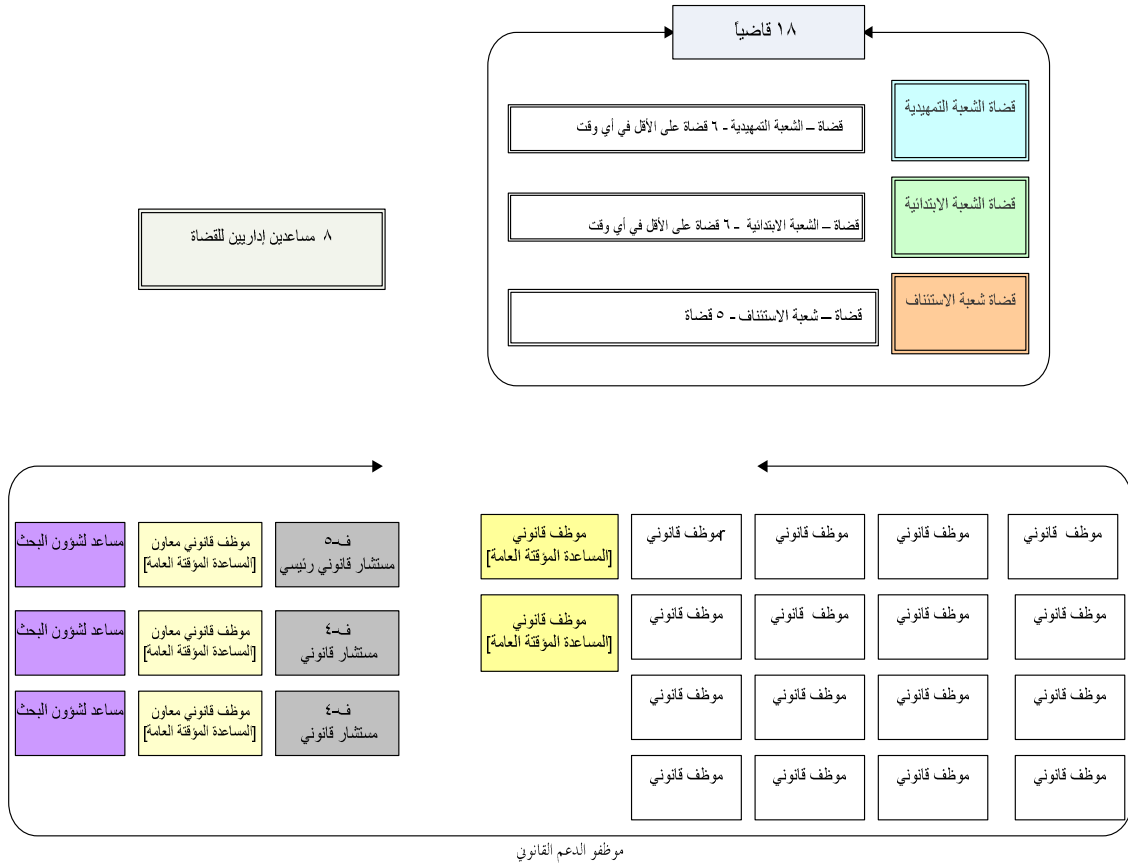 ١٨ قاضياً
قضاة الشعبة التمهيدية
قضاة – الشعبة التمهيدية - ٦ قضاة على الأقل في أي وقت
قضاة الشعبة الابتدائية
قضاة – الشعبة الابتدائية - ٦ قضاة على الأقل في أي وقت
قضاة شعبة الاستئناف
قضاة – شعبة الاستئناف - ٥ قضاة
٨ مساعدين إداريين للقضاة
موظف قانوني
موظف قانوني
موظف قانوني
موظف قانوني
موظف قانوني
[المساعدة المؤقتة العامة]
ف-٥
مستشار قانوني رئيسي
موظف قانوني معاون
[المساعدة المؤقتة العامة]
مساعد لشؤون البحث
موظف قانوني
موظف قانوني
موظف قانوني
موظف قانوني
موظف قانوني
[المساعدة المؤقتة العامة]
ف-٤
مستشار قانوني
موظف قانوني معاون
[المساعدة المؤقتة العامة]
مساعد لشؤون البحث
موظف قانوني
موظف قانوني
موظف قانوني
موظف قانوني
ف-٤
مستشار قانوني
موظف قانوني معاون
[المساعدة المؤقتة العامة]
مساعد لشؤون البحث
موظف قانوني
موظف قانوني
موظف قانوني
موظف قانوني
موظفو الدعم القانوني